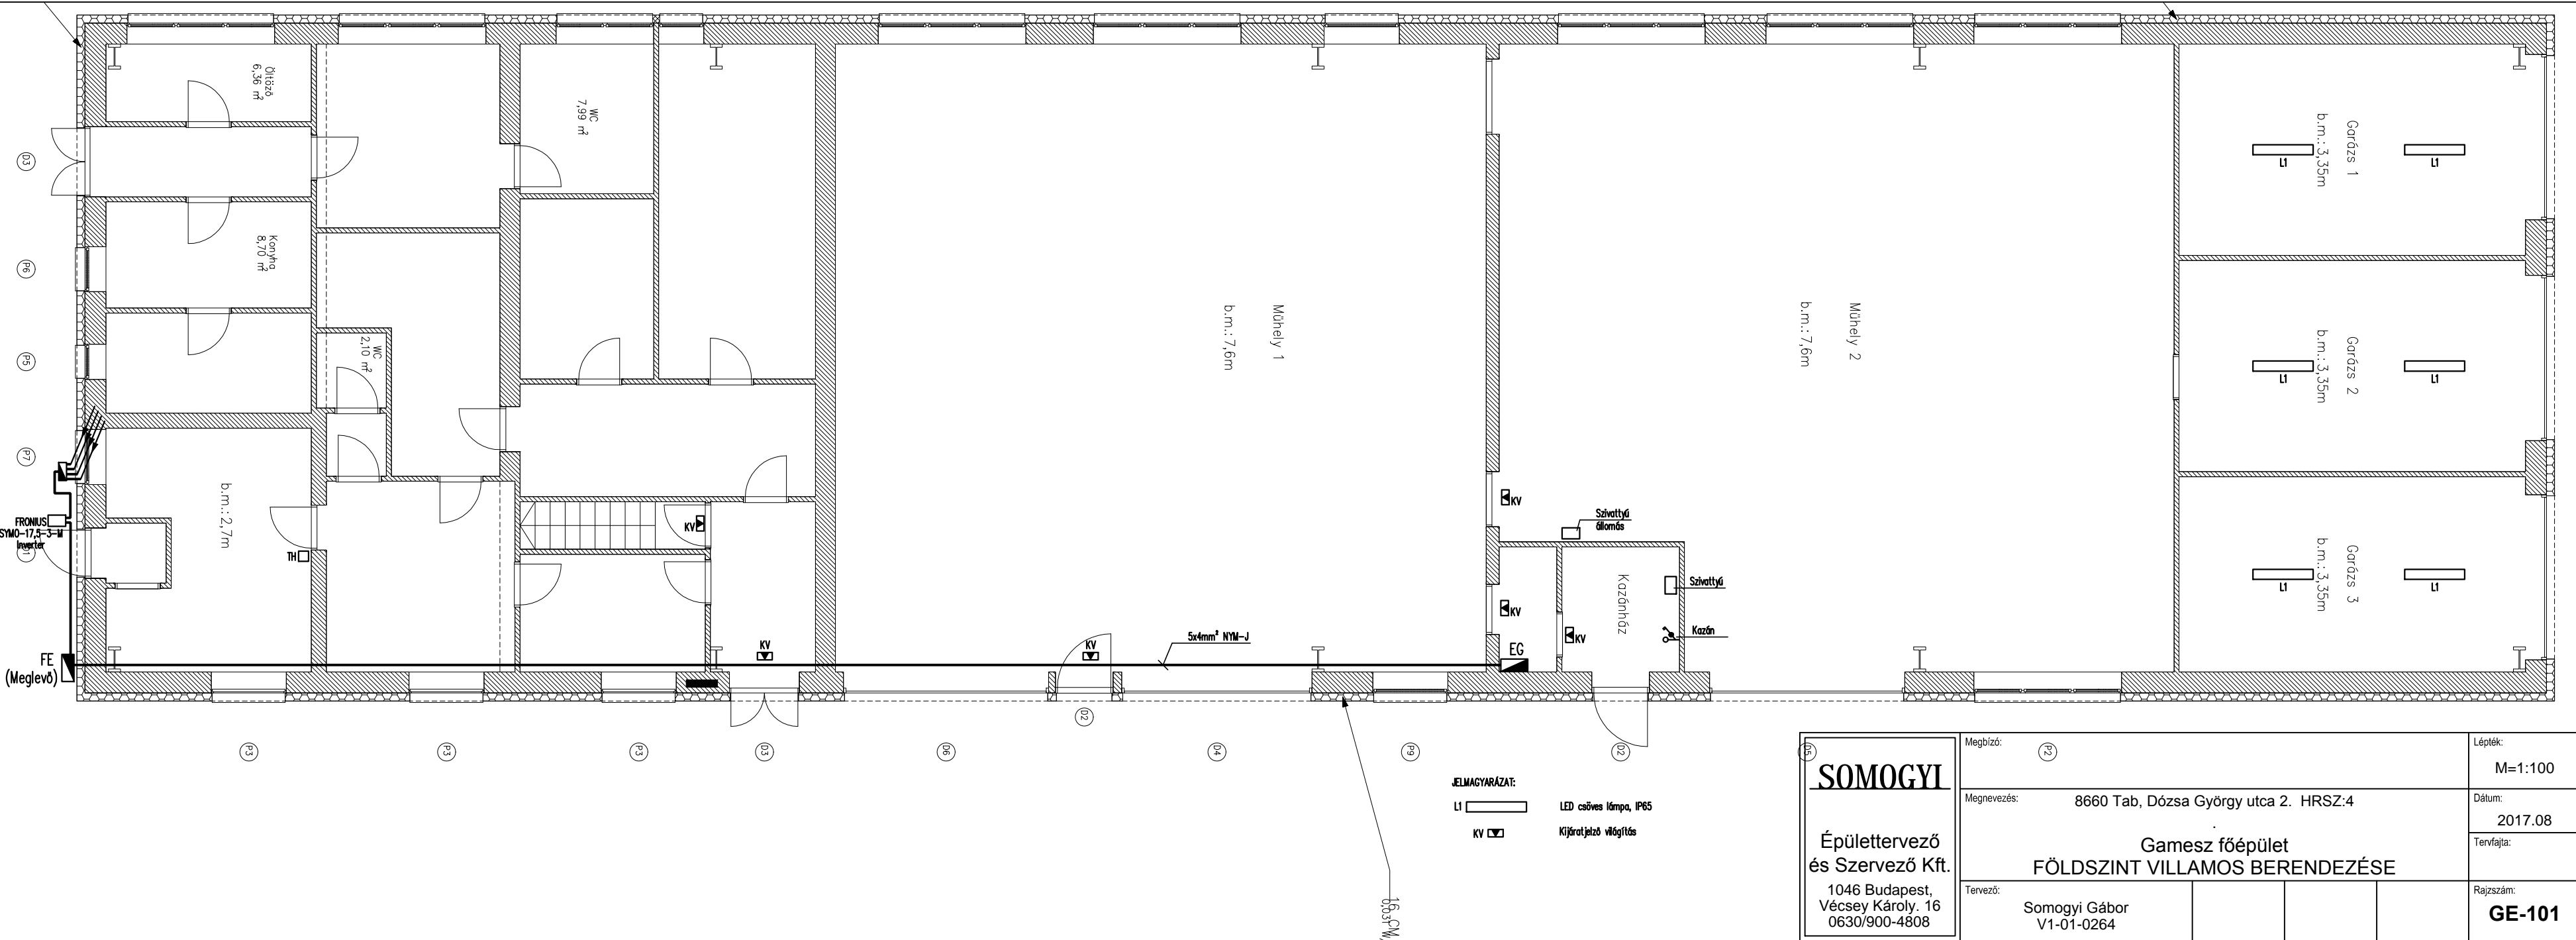 Öltöző
6,36 m²
WC
7,99 m²
Konyha
8,70 m²
WC
2,10 m²
b.m.: 2,7m
TH
KV
KV
KV
Műhely 1
b.m.: 7,6m
Műhely 2
b.m.: 7,6m
Garázs 1
b.m.: 3,35m
L1
L1
Garázs 2
b.m.: 3,35m
L1
L1
Garázs 3
b.m.: 3,35m
L1
L1
KV
KV
KV
Szivattyú
állomás
Szivattyú
Kazánház
Kazán
EG
5x4mm² NYM-J
FRONIUS
SYMO-17,5-3-M
Inverter
FE
(Meglevő)
D3
P6
P5
P7
P3
P3
P3
D3
D6
D2
D4
P9
D2
D5
P2
16 CM
JELMAGYARÁZAT:
L1 LED csöves lámpa, IP65
KV Kijáratjelző világítás
SOMOGYI
Épülettervező
és Szervező Kft.
1046 Budapest,
Vécsey Károly. 16
0630/900-4808
Megbízó:
Megnevezés:
8660 Tab, Dózsa György utca 2. HRSZ:4
.
Gamesz főépület
FÖLDSZINT VILLAMOS BERENDEZÉSE
Tervező:
Somogyi Gábor
V1-01-0264
Lépték:
M=1:100
Dátum:
2017.08
Tervfajta:
Rajzszám:
GE-101